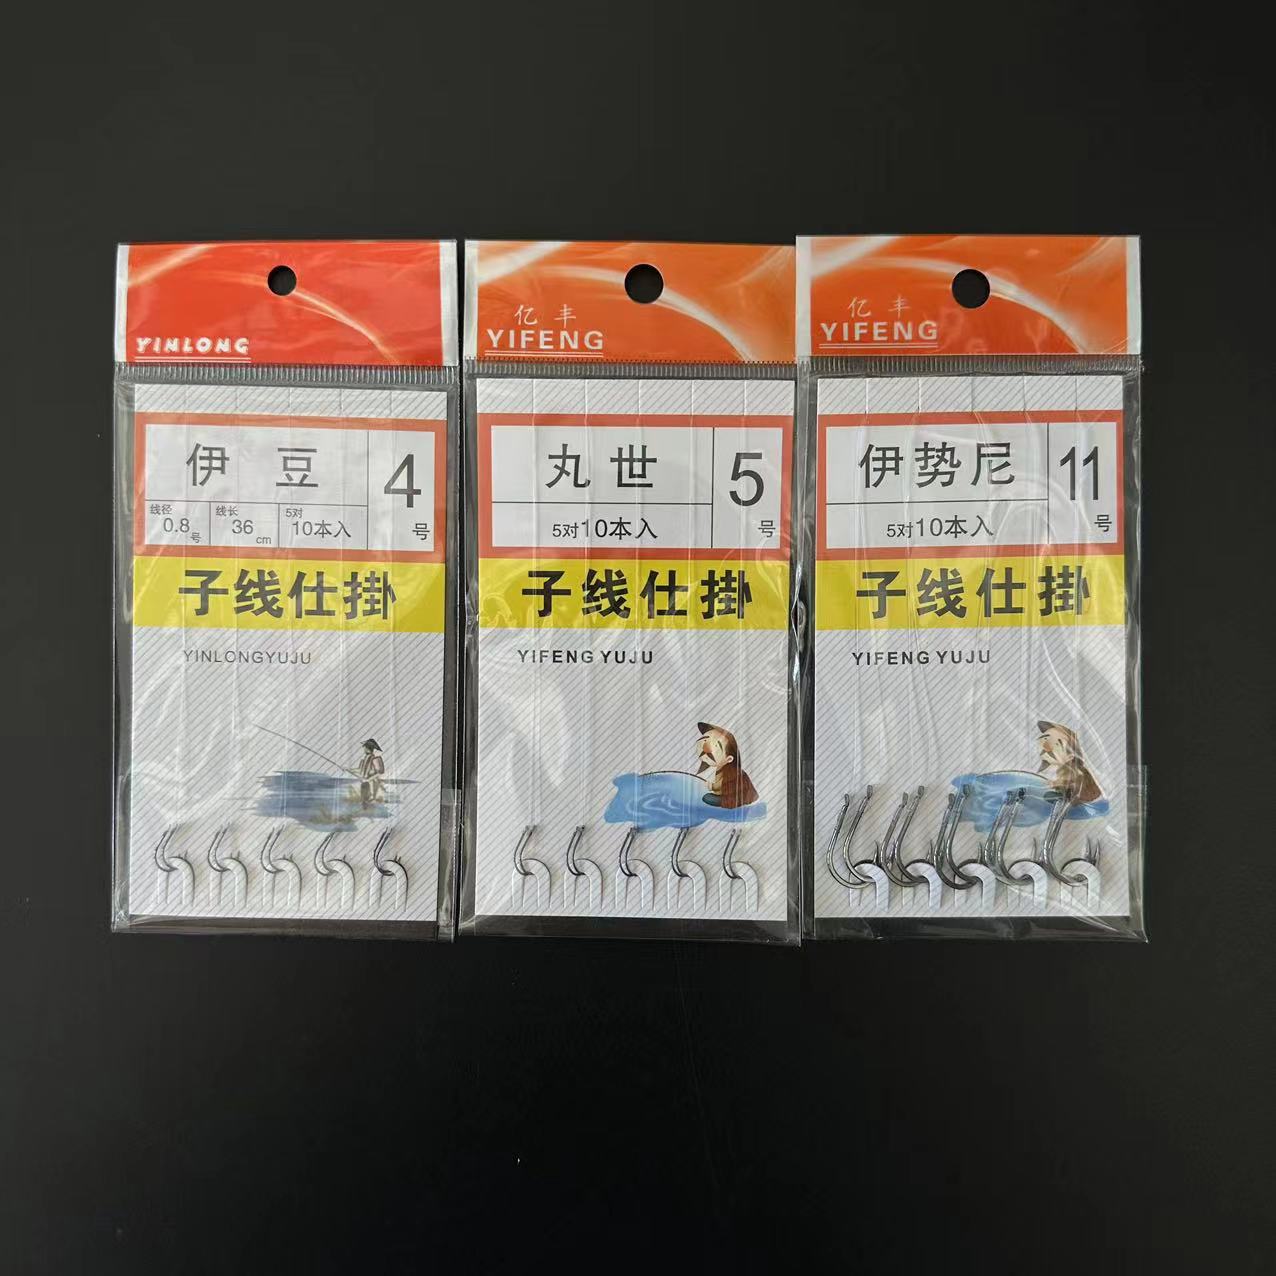 YINLONG
伊豆
4号
线径
0.8号
线长
36cm
5对
10本入
子线仕掛
YINLONGYUJU
亿丰
YIFENG
丸世
5号
5对10本入
子线仕掛
YIFENG YUJU
亿丰
YIFENG
伊势尼
11号
5对10本入
子线仕掛
YIFENG YUJU